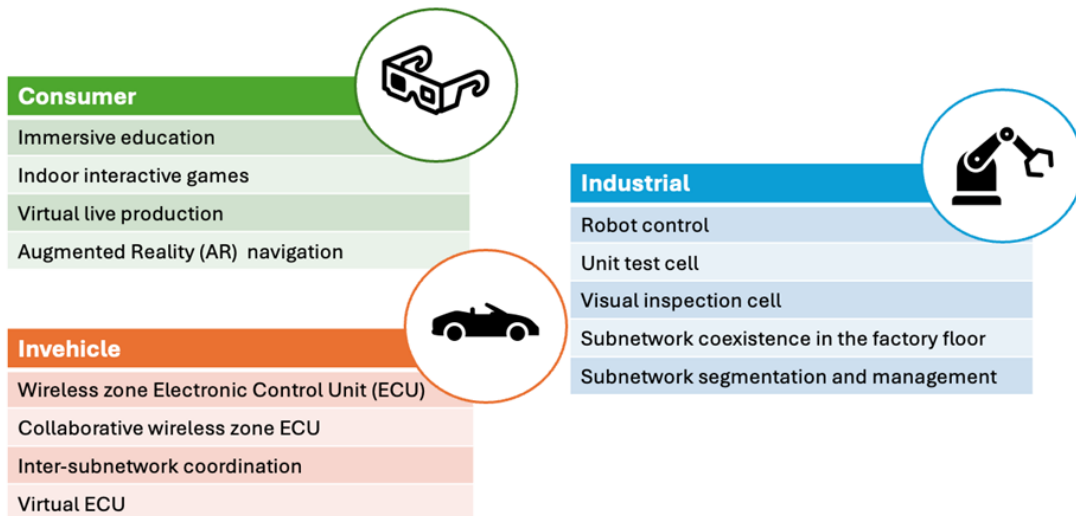 Consumer
Immersive education
Indoor interactive games
Virtual live production
Augmented Reality (AR) navigation
Invehicle
Wireless zone Electronic Control Unit (ECU)
Collaborative wireless zone ECU
Inter-subnetwork coordination
Virtual ECU
Industrial
Robot control
Unit test cell
Visual inspection cell
Subnetwork coexistence in the factory floor
Subnetwork segmentation and management